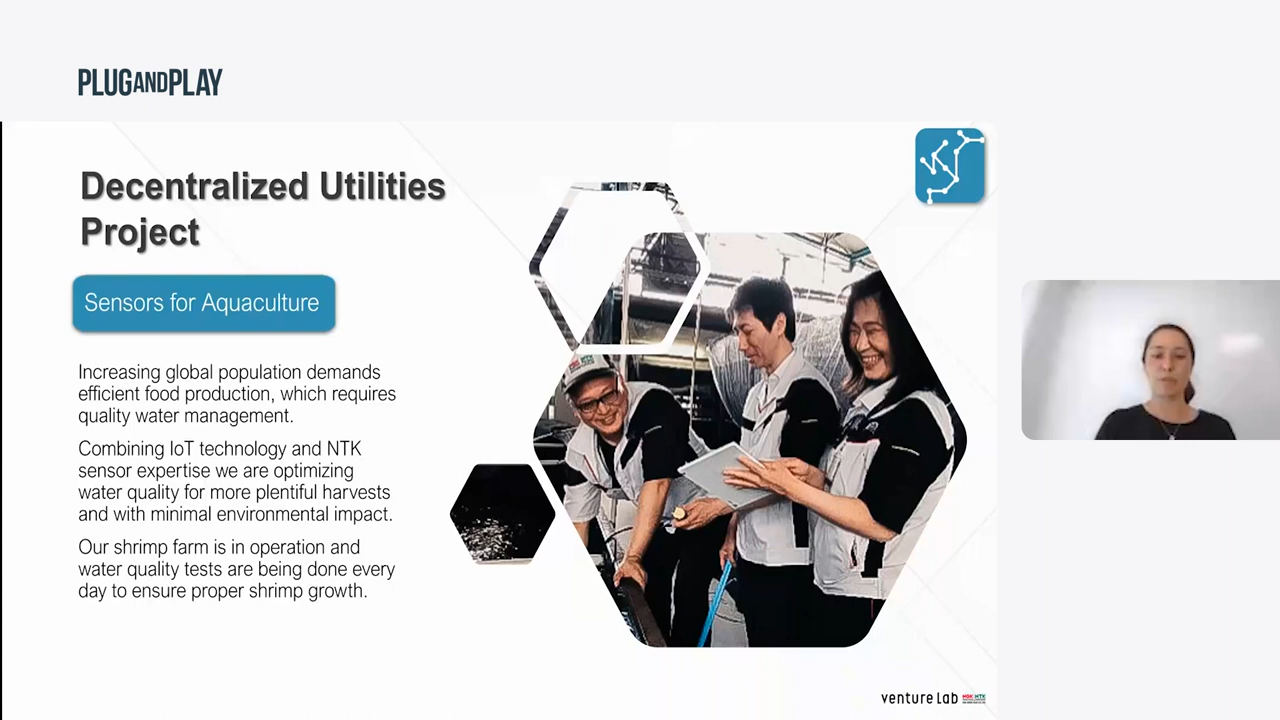 PLUGANDPLAY
Decentralized Utilities
Project
Sensors for Aquaculture
Increasing global population demands
efficient food production, which requires
quality water management.
Combining IoT technology and NTK
sensor expertise we are optimizing
water quality for more plentiful harvests
and with minimal environmental impact.
Our shrimp farm is in operation and
water quality tests are being done every
day to ensure proper shrimp growth.
venture Lab NGK NTK